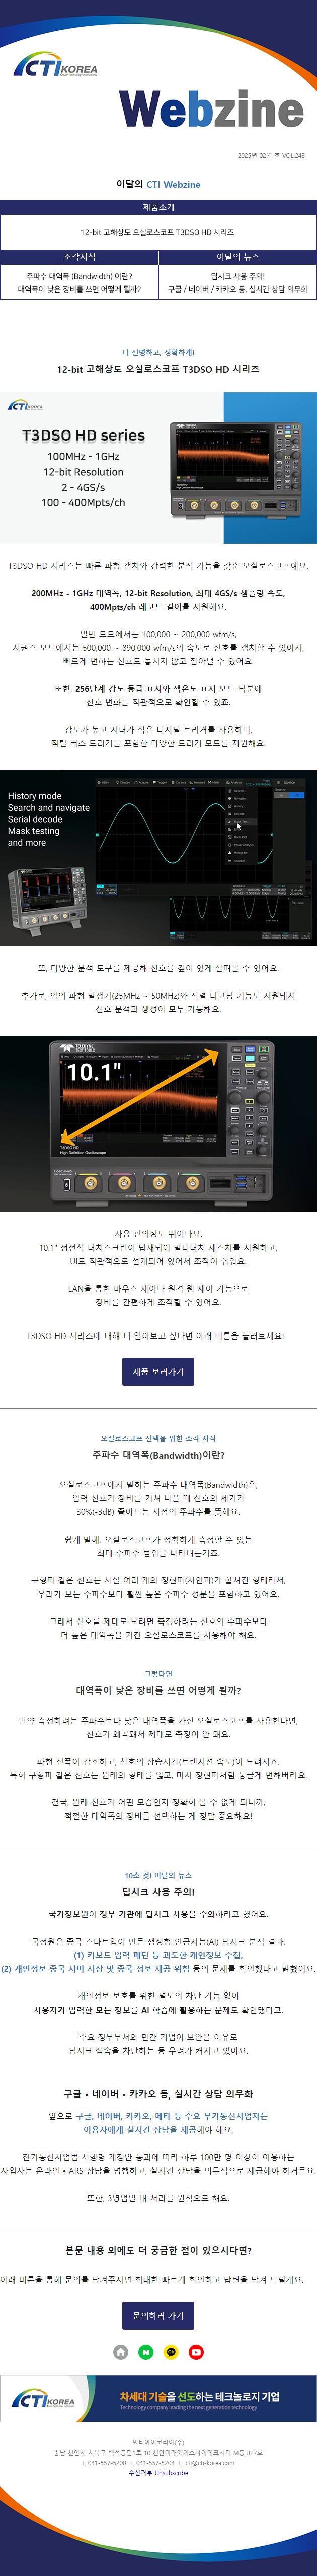 CTI KOREA
Webzine
2025년 02월 호 VOL.243
이달의 CTI Webzine
제품소개
12-bit 고해상도 오실로스코프 T3DSO HD 시리즈
조각지식
이달의 뉴스
주파수 대역폭 (Bandwidth) 이란?
대역폭이 낮은 장비를 쓰면 어떻게 될까?
딥시크 사용 주의!
구글 / 네이버 / 카카오 등, 실시간 상담 의무화
더 선명하고, 정확하게!
12-bit 고해상도 오실로스코프 T3DSO HD 시리즈
CTI KOREA
T3DSO HD series
100MHz - 1GHz
12-bit Resolution
2 - 4GS/s
100 - 400Mpts/ch
T3DSO HD 시리즈는 빠른 파형 캡처와 강력한 분석 기능을 갖춘 오실로스코프예요.
200MHz - 1GHz 대역폭, 12-bit Resolution, 최대 4GS/s 샘플링 속도,
400Mpts/ch 레코드 길이를 지원해요.
일반 모드에서는 100,000 ~ 200,000 wfm/s,
시퀀스 모드에서는 500,000 ~ 890,000 wfm/s의 속도로 신호를 캡처할 수 있어서,
빠르게 변하는 신호도 놓치지 않고 잡아낼 수 있어요.
또한, 256단계 강도 등급 표시와 색온도 표시 모드 덕분에
신호 변화를 직관적으로 확인할 수 있죠.
감도가 높고 지터가 적은 디지털 트리거를 사용하며,
직렬 버스 트리거를 포함한 다양한 트리거 모드를 지원해요.
History mode
Search and navigate
Serial decode
Mask testing
and more
또, 다양한 분석 도구를 제공해 신호를 깊이 있게 살펴볼 수 있어요.
추가로, 임의 파형 발생기(25MHz ~ 50MHz)와 직렬 디코딩 기능도 지원돼서
신호 분석과 생성이 모두 가능해요.
TELEDYNE
TEST TOOLS
10.1"
T3DSO HD
High Definition Oscilloscope
사용 편의성도 뛰어나요.
10.1" 정전식 터치스크린이 탑재되어 멀티터치 제스처를 지원하고,
UI도 직관적으로 설계되어 있어서 조작이 쉬워요.
LAN을 통한 마우스 제어나 원격 웹 제어 기능으로
장비를 간편하게 조작할 수 있어요.
T3DSO HD 시리즈에 대해 더 알아보고 싶다면 아래 버튼을 눌러보세요!
제품 보러가기
오실로스코프 선택을 위한 조각 지식
주파수 대역폭(Bandwidth)이란?
오실로스코프에서 말하는 주파수 대역폭(Bandwidth)은,
입력 신호가 장비를 거쳐 나올 때 신호의 세기가
30%(-3dB) 줄어드는 지점의 주파수를 뜻해요.
쉽게 말해, 오실로스코프가 정확하게 측정할 수 있는
최대 주파수 범위를 나타내는거죠.
구형파 같은 신호는 사실 여러 개의 정현파(사인파)가 합쳐진 형태라서,
우리가 보는 주파수보다 훨씬 높은 주파수 성분을 포함하고 있어요.
그래서 신호를 제대로 보려면 측정하려는 신호의 주파수보다
더 높은 대역폭을 가진 오실로스코프를 사용해야 해요.
그렇다면
대역폭이 낮은 장비를 쓰면 어떻게 될까?
만약 측정하려는 주파수보다 낮은 대역폭을 가진 오실로스코프를 사용한다면,
신호가 왜곡돼서 제대로 측정이 안 돼요.
파형 진폭이 감소하고, 신호의 상승시간(트랜지션 속도)이 느려지죠.
특히 구형파 같은 신호는 원래의 형태를 잃고, 마치 정현파처럼 둥글게 변해버려요.
결국, 원래 신호가 어떤 모습인지 정확히 볼 수 없게 되니까,
적절한 대역폭의 장비를 선택하는 게 정말 중요해요!
10초 컷! 이달의 뉴스
딥시크 사용 주의!
국가정보원이 정부 기관에 딥시크 사용을 주의하라고 했어요.
국정원은 중국 스타트업이 만든 생성형 인공지능(AI) 딥시크 분석 결과,
(1) 키보드 입력 패턴 등 과도한 개인정보 수집,
(2) 개인정보 중국 서버 저장 및 중국 정보 제공 위험 등의 문제를 확인했다고 밝혔어요.
개인정보 보호를 위한 별도의 차단 기능 없이
사용자가 입력한 모든 정보를 AI 학습에 활용하는 문제도 확인됐다고.
주요 정부부처와 민간 기업이 보안을 이유로
딥시크 접속을 차단하는 등 우려가 커지고 있어요.
구글 • 네이버 • 카카오 등, 실시간 상담 의무화
앞으로 구글, 네이버, 카카오, 메타 등 주요 부가통신사업자는
이용자에게 실시간 상담을 제공해야 해요.
전기통신사업법 시행령 개정안 통과에 따라 하루 100만 명 이상이 이용하는
사업자는 온라인 • ARS 상담을 병행하고, 실시간 상담을 의무적으로 제공해야 하거든요.
또한, 3영업일 내 처리를 원칙으로 해요.
본문 내용 외에도 더 궁금한 점이 있으시다면?
아래 버튼을 통해 문의를 남겨주시면 최대한 빠르게 확인하고 답변을 남겨 드릴게요.
문의하러 가기
CTI KOREA
차세대 기술을 선도하는 테크놀로지 기업
Technology company leading the next generation technology
씨티아이코리아(주)
충남 천안시 서북구 백석공단1로 10 천안미래에이스하이테크시티 M동 327호
T. 041-557-5200 F. 041-557-5204 E. cti@cti-korea.com
수신거부 Unsubscribe